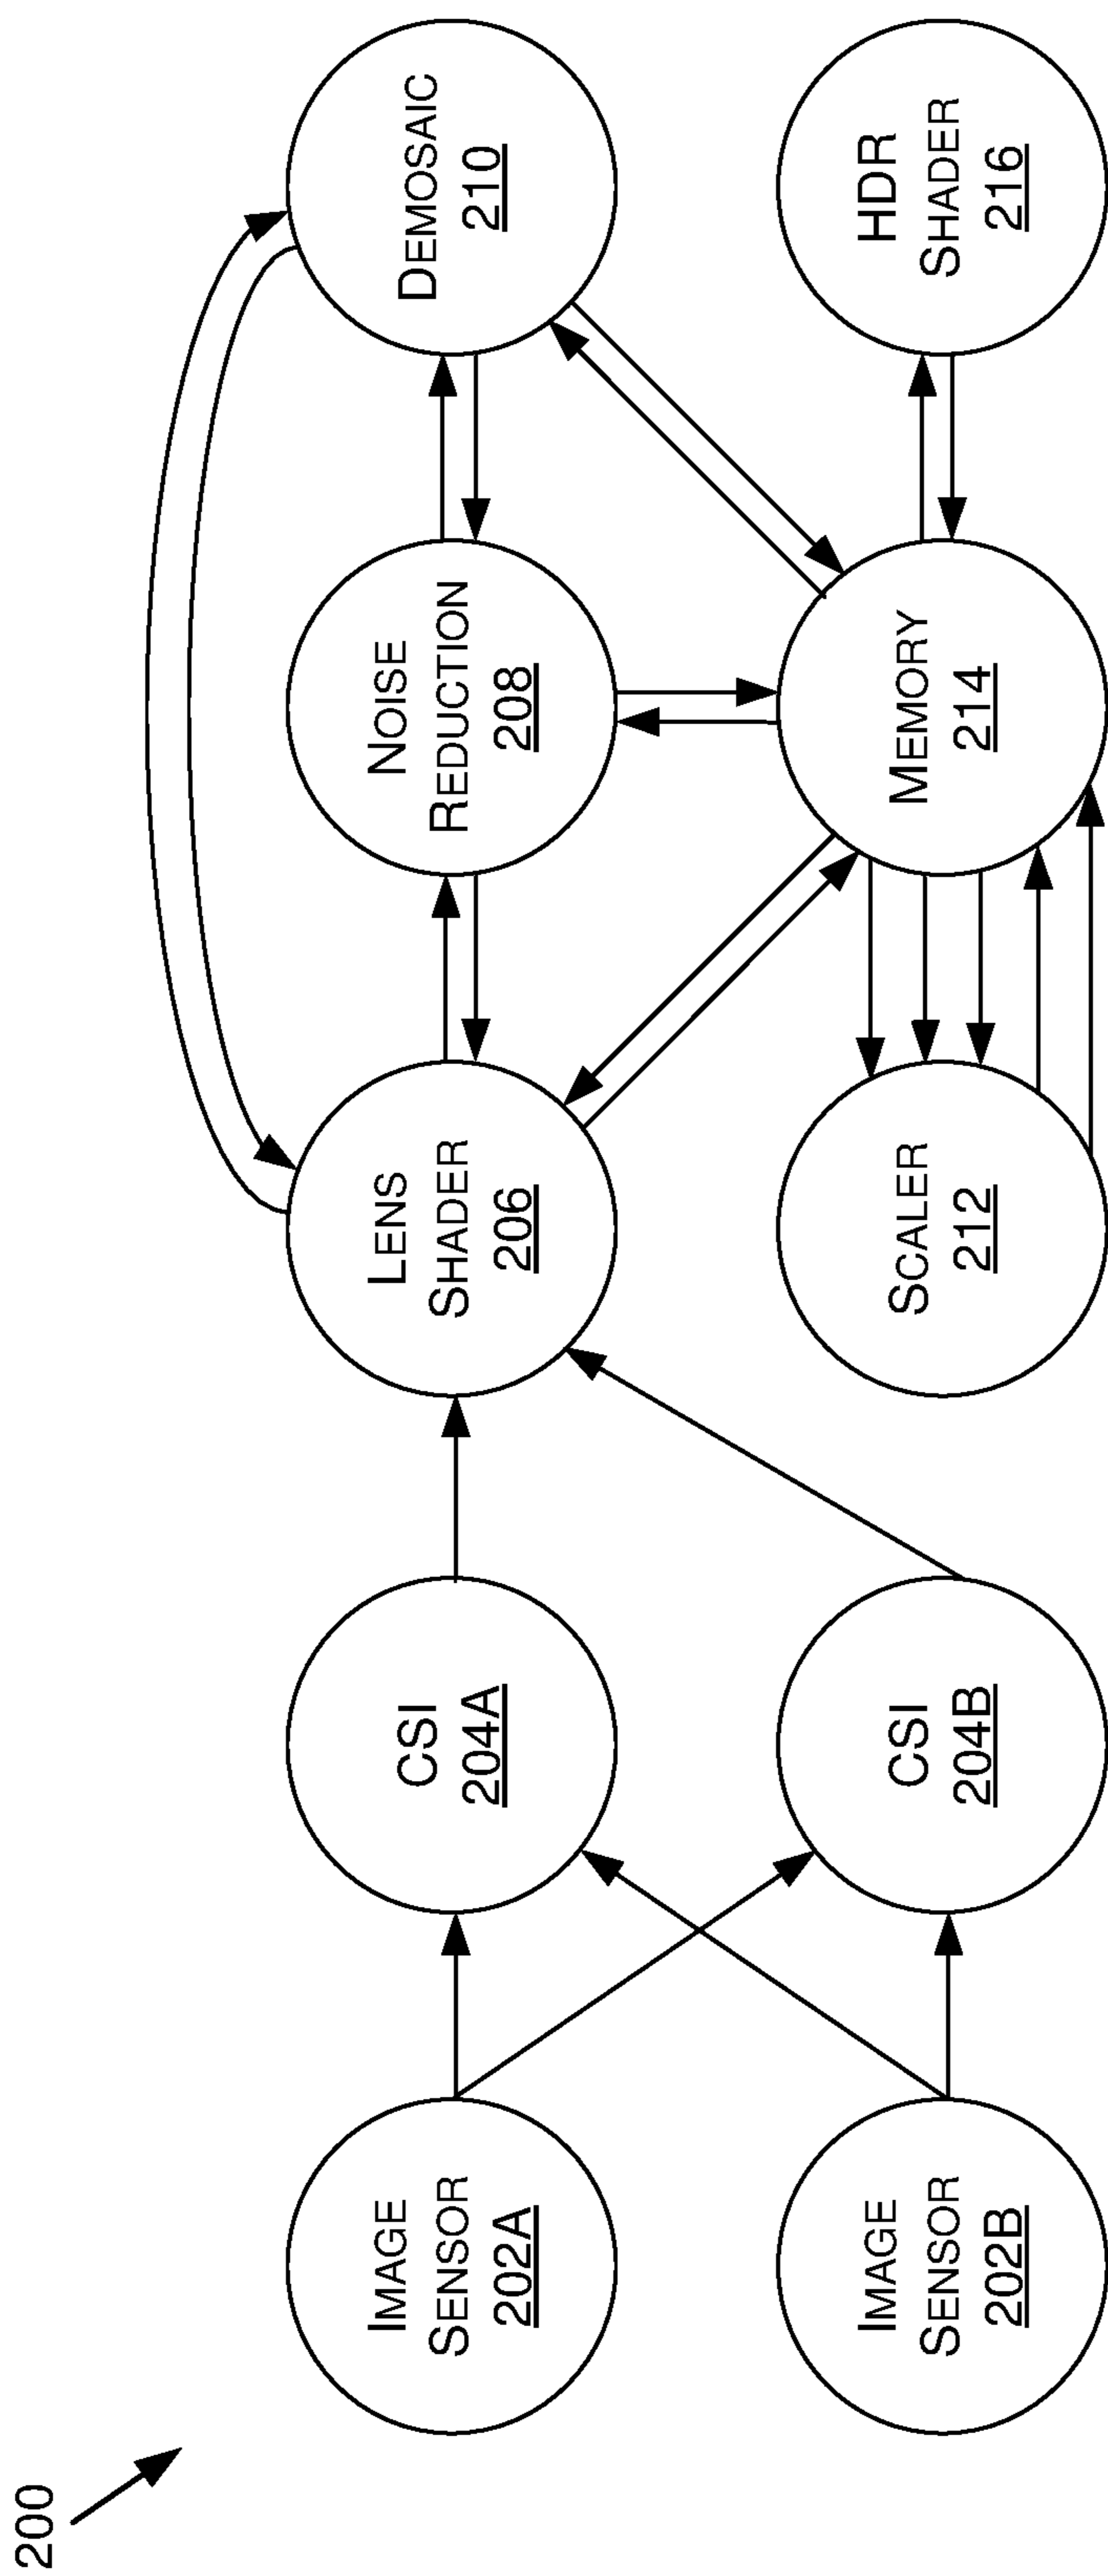 200
IMAGE
SENSOR
202A
CSI
204A
LENS
SHADER
206
NOISE
REDUCTION
208
DEMOSAIC
210
IMAGE
SENSOR
202B
CSI
204B
SCALER
212
MEMORY
214
HDR
SHADER
216